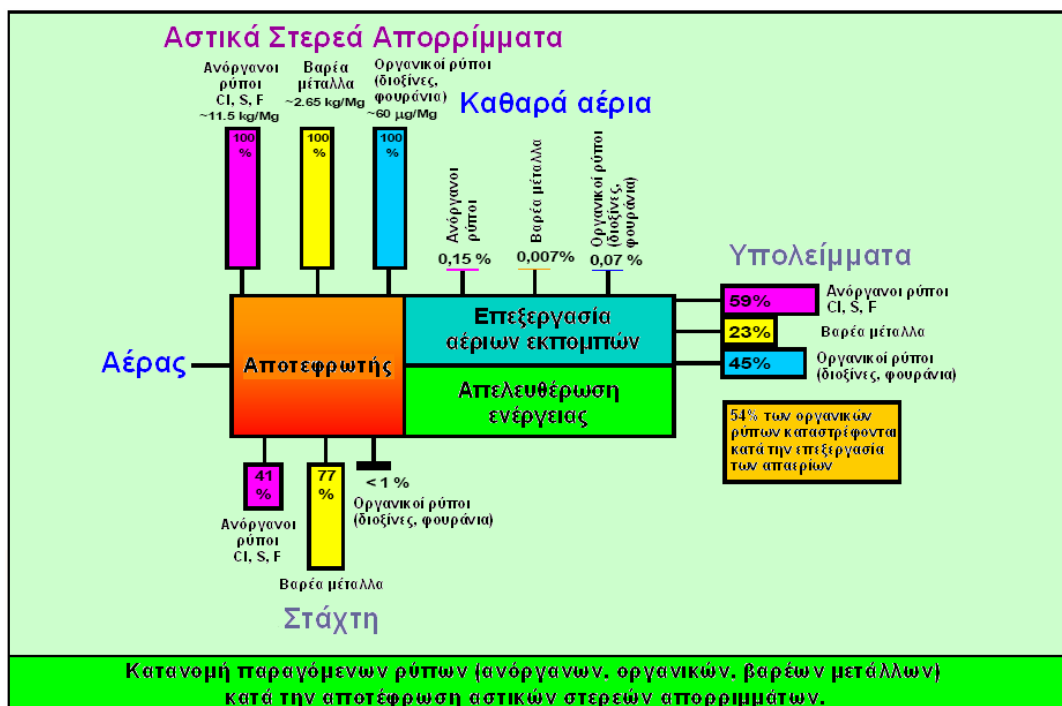 Αστικά Στερεά Απορρίμματα
Ανόργανοι
ρύποι
Cl, S, F
~11.5 kg/Mg
Βαρέα
μέταλλα
~2.65 kg/Mg
Οργανικοί ρύποι
(διοξίνες,
φουράνια)
~60 μg/Mg
Καθαρά αέρια
100
%
100
%
100
%
Ανόργανοι
ρύποι
0,15 %
Βαρέα μέταλλα
0,007%
Οργανικοί ρύποι
(διοξίνες,
φουράνια)
0,07 %
Υπολείμματα
59%
Ανόργανοι ρύποι
Cl, S, F
23%
Βαρέα μέταλλα
45%
Οργανικοί ρύποι
(διοξίνες, φουράνια)
Αέρας
Αποτεφρωτής
Επεξεργασία
αέριων εκπομπών
Απελευθέρωση
ενέργειας
54% των οργανικών
ρύπων καταστρέφονται
κατά την επεξεργασία
των απαερίων
41
%
77
%
< 1 %
Ανόργανοι
ρύποι
Cl, S, F
Οργανικοί ρύποι
(διοξίνες, φουράνια)
Βαρέα μέταλλα
Στάχτη
Κατανομή παραγόμενων ρύπων (ανόργανων, οργανικών, βαρέων μετάλλων)
κατά την αποτέφρωση αστικών στερεών απορριμμάτων.